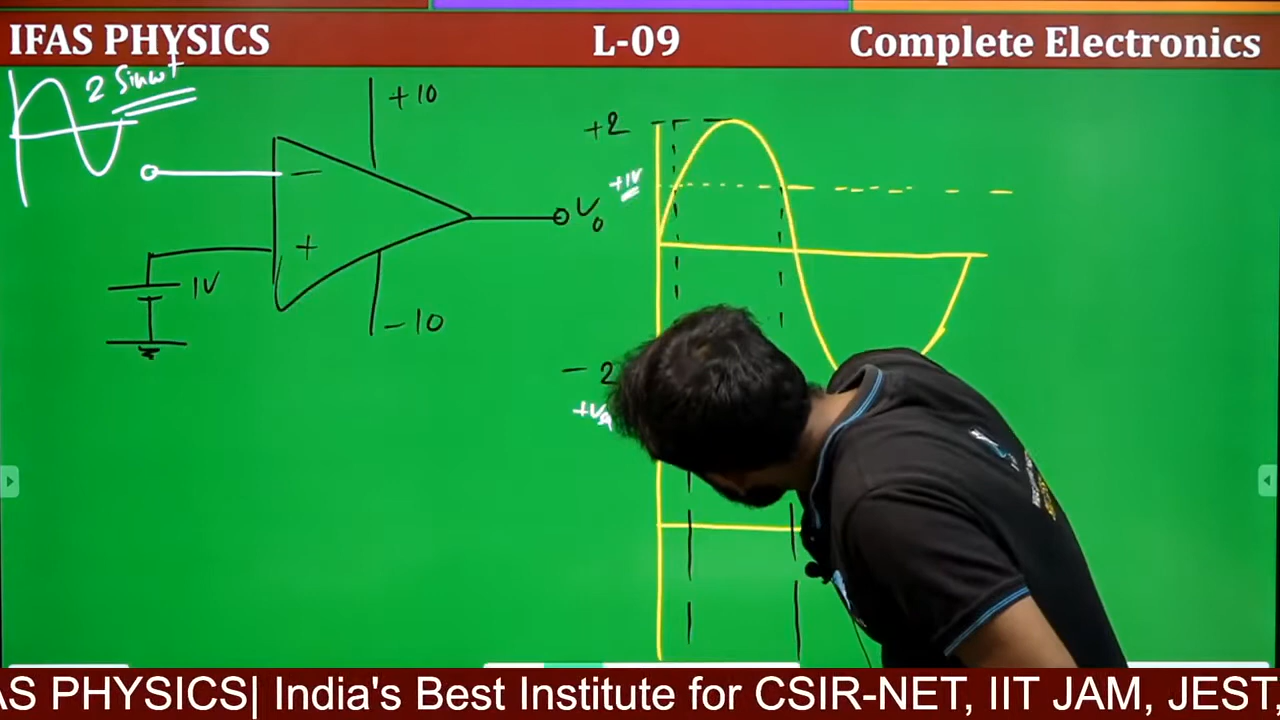 IFAS PHYSICS
L-09
Complete Electronics
2 Sinωt
+10
−
+
1V
-10
V₀
+2
+1V
- 2
AS PHYSICS| India's Best Institute for CSIR-NET, IIT JAM, JEST,